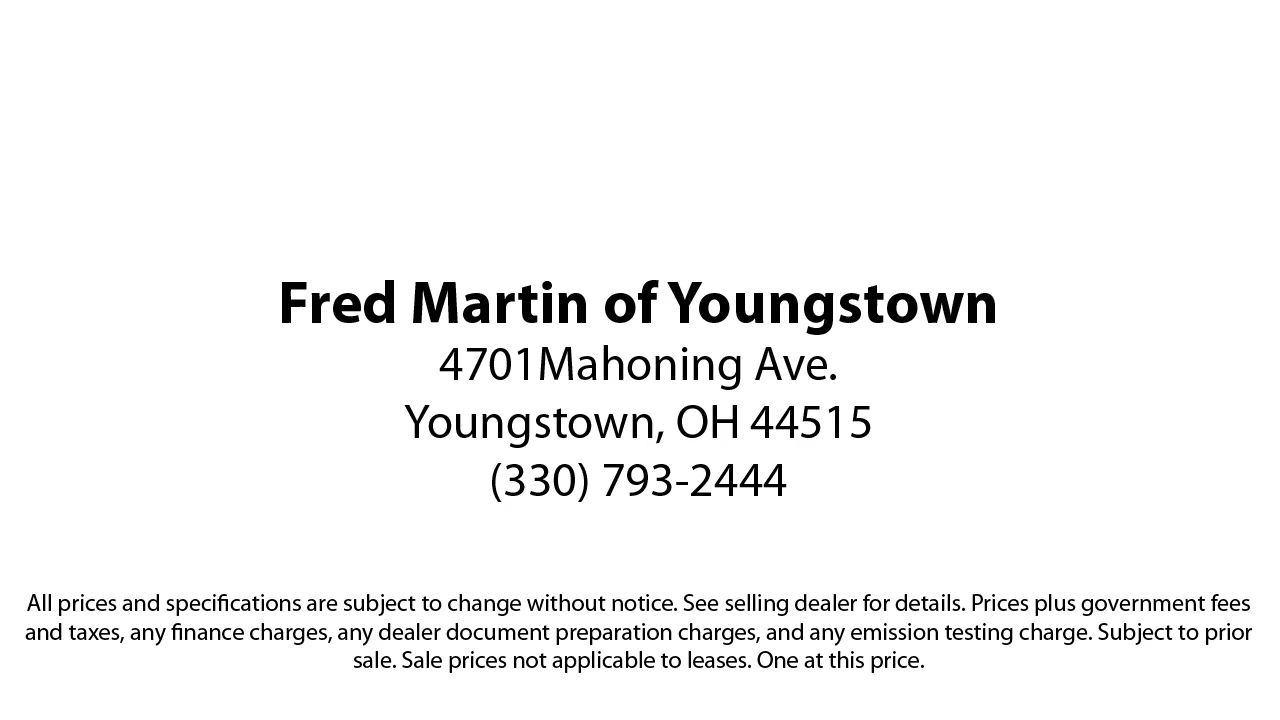 Fred Martin of Youngstown
4701Mahoning Ave.
Youngstown, OH 44515
(330) 793-2444
All prices and specifications are subject to change without notice. See selling dealer for details. Prices plus government fees
and taxes, any finance charges, any dealer document preparation charges, and any emission testing charge. Subject to prior
sale. Sale prices not applicable to leases. One at this price.